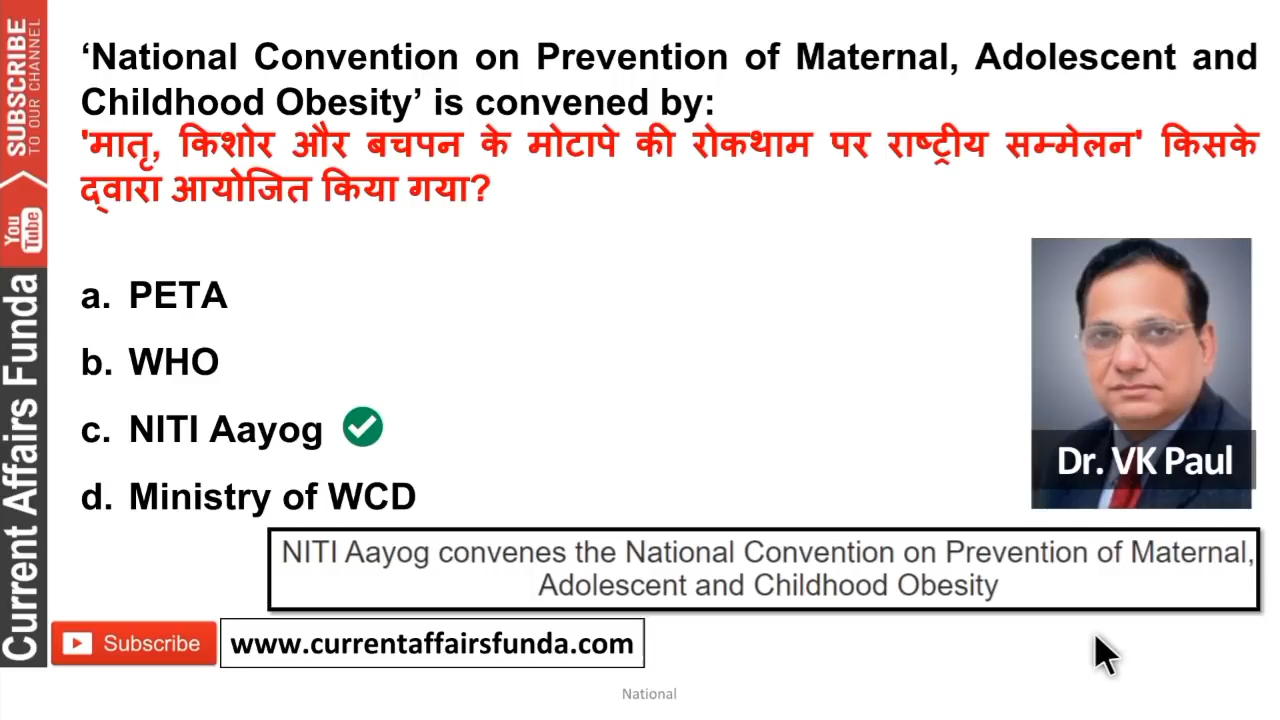 ‘National Convention on Prevention of Maternal, Adolescent and
Childhood Obesity’ is convened by:
'मातृ, किशोर और बचपन के मोटापे की रोकथाम पर राष्ट्रीय सम्मेलन' किसके
द्वारा आयोजित किया गया?
a. PETA
b. WHO
c. NITI Aayog
d. Ministry of WCD
Dr. VK Paul
NITI Aayog convenes the National Convention on Prevention of Maternal,
Adolescent and Childhood Obesity
SUBSCRIBE
TO OUR CHANNEL
You
Tube
Current Affairs Funda
Subscribe
www.currentaffairsfunda.com
National